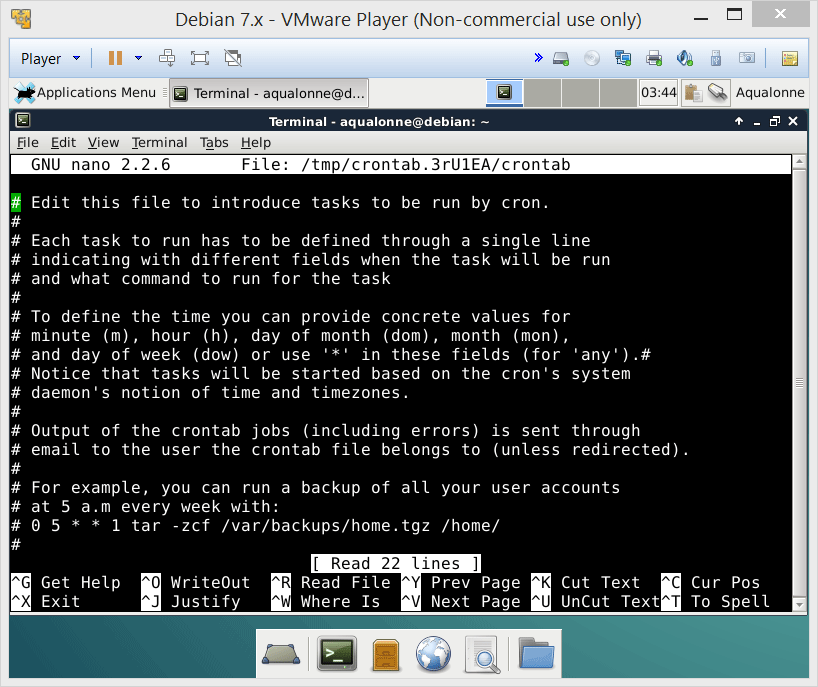 Debian 7.x - VMware Player (Non-commercial use only)
Player
Applications Menu
Terminal - aqualonne@d...
03:44
Aqualonne
Terminal - aqualonne@debian: ~
File Edit View Terminal Tabs Help
GNU nano 2.2.6 File: /tmp/crontab.3rU1EA/crontab
# Edit this file to introduce tasks to be run by cron.
#
# Each task to run has to be defined through a single line
# indicating with different fields when the task will be run
# and what command to run for the task
#
# To define the time you can provide concrete values for
# minute (m), hour (h), day of month (dom), month (mon),
# and day of week (dow) or use '*' in these fields (for 'any').#
# Notice that tasks will be started based on the cron's system
# daemon's notion of time and timezones.
#
# Output of the crontab jobs (including errors) is sent through
# email to the user the crontab file belongs to (unless redirected).
#
# For example, you can run a backup of all your user accounts
# at 5 a.m every week with:
# 0 5 * * 1 tar -zcf /var/backups/home.tgz /home/
#
[ Read 22 lines ]
^G Get Help ^O WriteOut ^R Read File ^Y Prev Page ^K Cut Text ^C Cur Pos
^X Exit ^J Justify ^W Where Is ^V Next Page ^U UnCut Text ^T To Spell